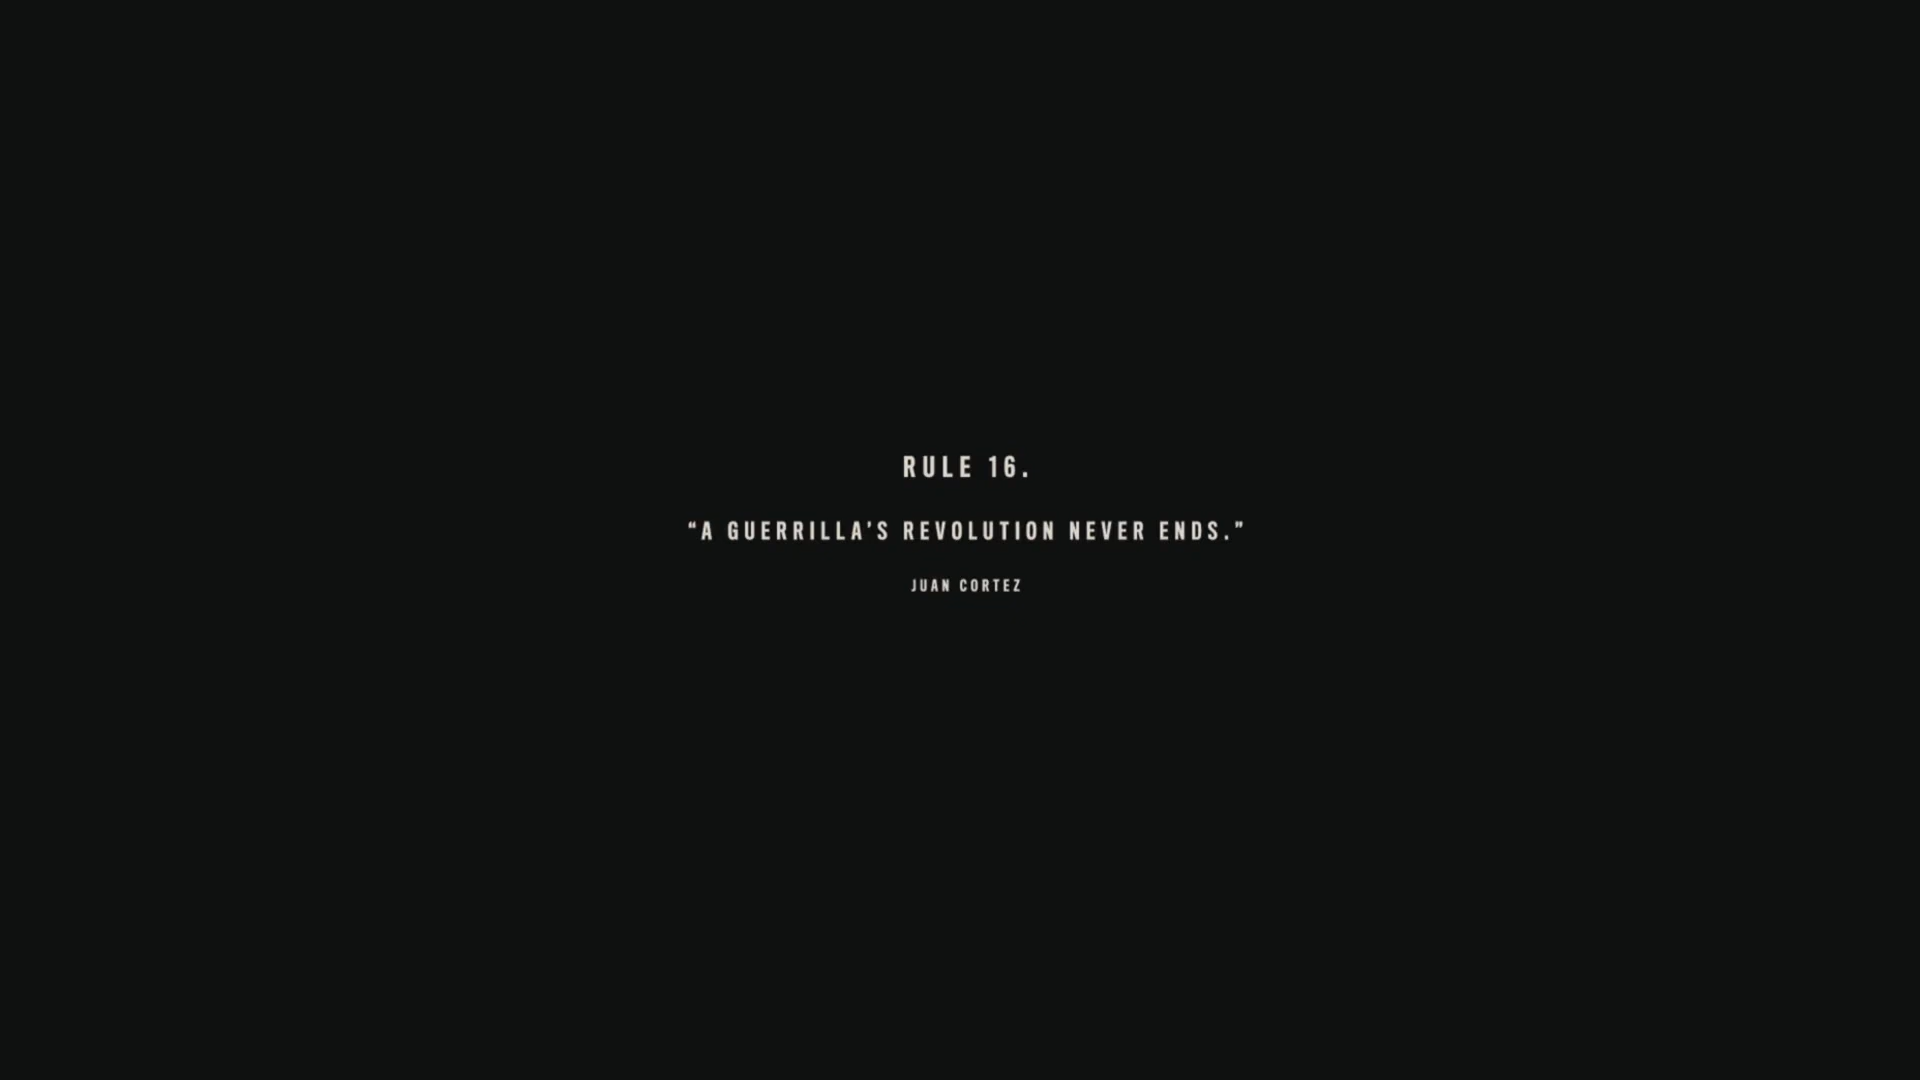 RULE 16.
“A GUERRILLA’S REVOLUTION NEVER ENDS.”
JUAN CORTEZ